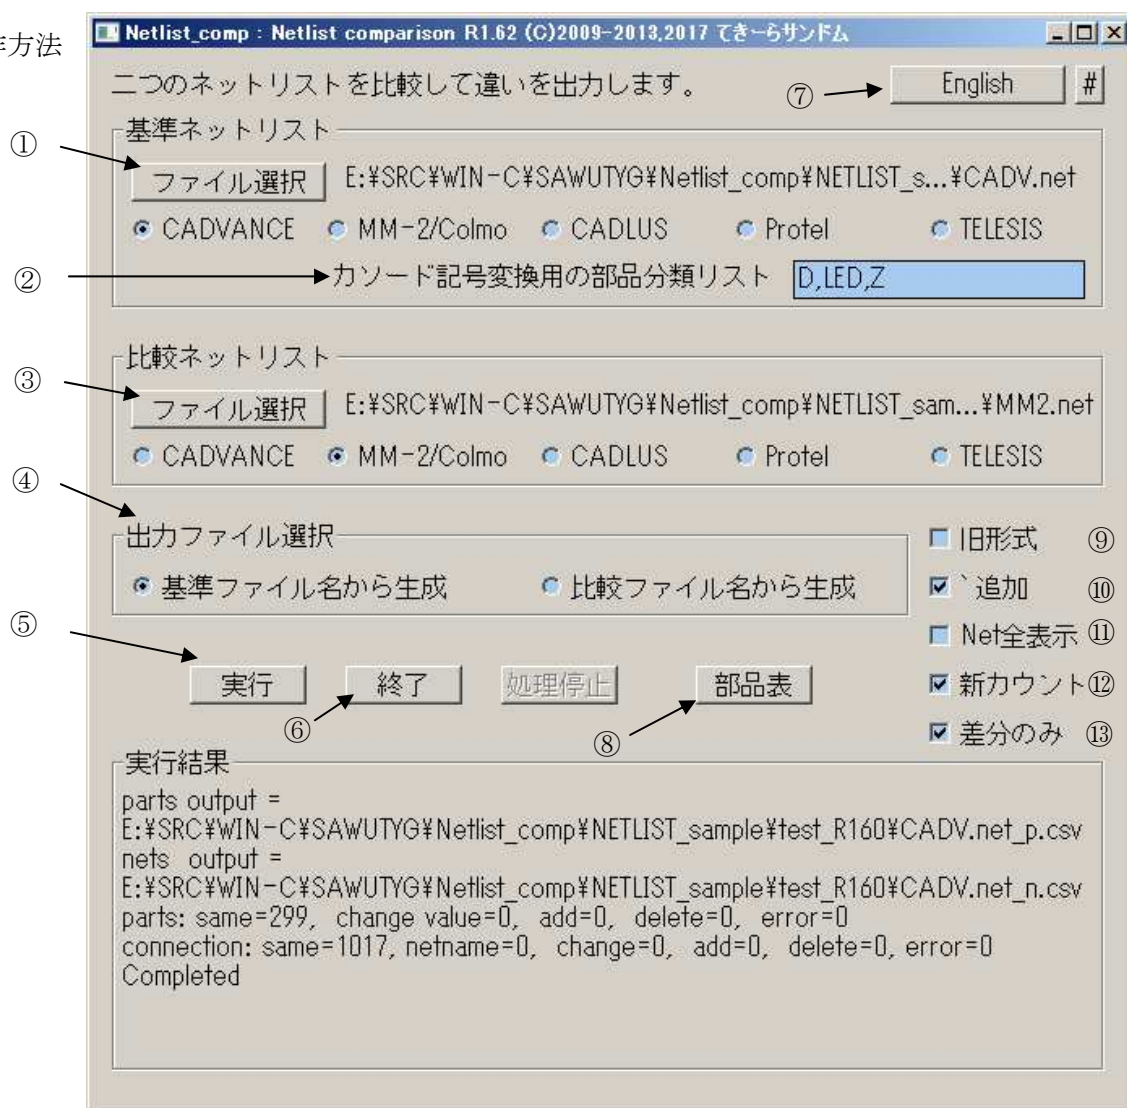 作方法
Netlist_comp : Netlist comparison R1.62 (C)2009-2013,2017 てきーらサンドム
二つのネットリストを比較して違いを出力します。 ⑦ English #
基準ネットリスト
① ファイル選択 E:¥SRC¥WIN-C¥SAWUTYG¥Netlist_comp¥NETLIST_s...¥CADV.net
CADVANCE MM-2/Colmo CADLUS Protel TELESIS
② カソード記号変換用の部品分類リスト D,LED,Z
比較ネットリスト
③ ファイル選択 E:¥SRC¥WIN-C¥SAWUTYG¥Netlist_comp¥NETLIST_sam...¥MM2.net
CADVANCE MM-2/Colmo CADLUS Protel TELESIS
④
出力ファイル選択 旧形式 ⑨
基準ファイル名から生成 比較ファイル名から生成 `追加 ⑩
⑤ Net全表示 ⑪
実行 終了 処理停止 部品表 新カウント ⑫
⑥ ⑧ 差分のみ ⑬
実行結果
parts output =
E:¥SRC¥WIN-C¥SAWUTYG¥Netlist_comp¥NETLIST_sample¥test_R160¥CADV.net_p.csv
nets output =
E:¥SRC¥WIN-C¥SAWUTYG¥Netlist_comp¥NETLIST_sample¥test_R160¥CADV.net_n.csv
parts: same=299, change value=0, add=0, delete=0, error=0
connection: same=1017, netname=0, change=0, add=0, delete=0, error=0
Completed